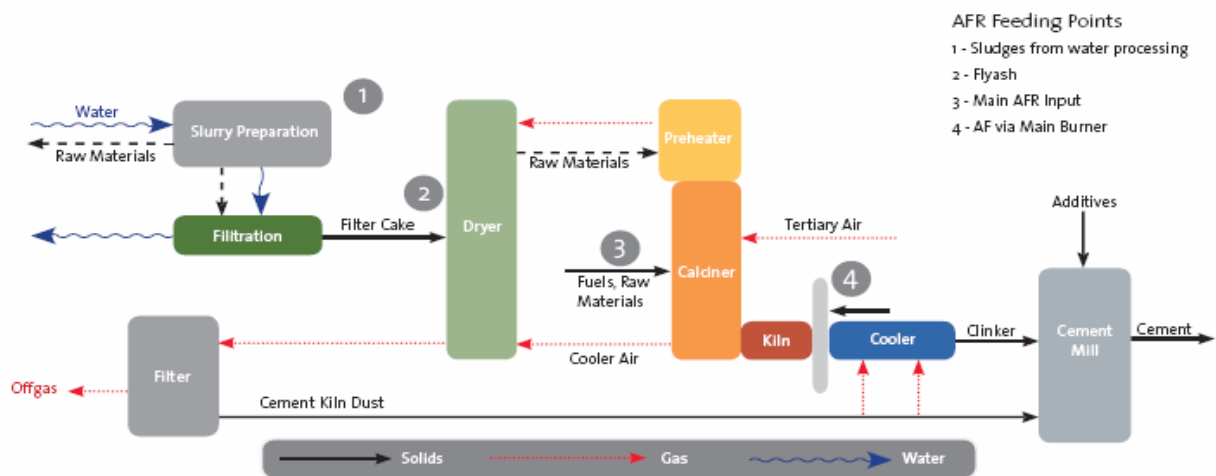 AFR Feeding Points
1 - Sludges from water processing
2 - Flyash
3 - Main AFR Input
4 - AF via Main Burner
Water
Slurry Preparation
1
Raw Materials
Preheater
Raw Materials
2
Filitration
Filter Cake
Dryer
Additives
Tertiary Air
3
Calciner
Fuels, Raw
Materials
4
Kiln
Cooler
Clinker
Cement
Mill
Cement
Cooler Air
Filter
Offgas
Cement Kiln Dust
Solids
Gas
Water